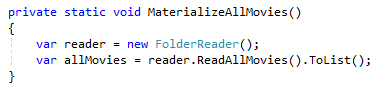 private static void MaterializeAllMovies()
{
    var reader = new FolderReader();
    var allMovies = reader.ReadAllMovies().ToList();
}